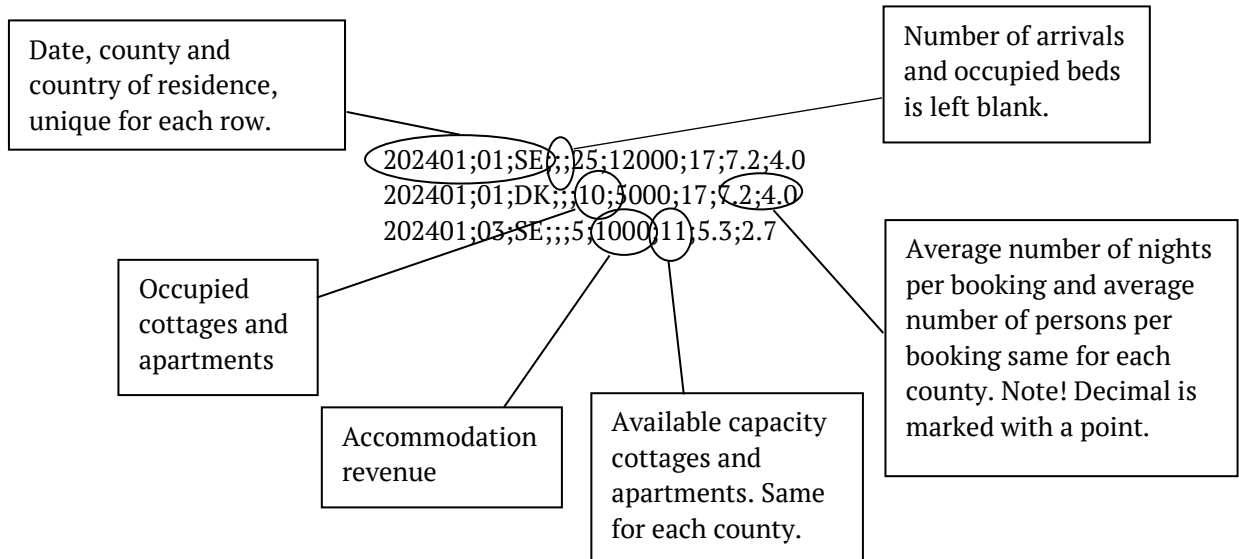 Date, county and
country of residence,
unique for each row.
Number of arrivals
and occupied beds
is left blank.
202401;01;SE;;;25;12000;17;7.2;4.0
202401;01;DK;;;10;5000;17;7.2;4.0
202401;03;SE;;;5;1000;11;5.3;2.7
Occupied
cottages and
apartments
Accommodation
revenue
Available capacity
cottages and
apartments. Same
for each county.
Average number of nights
per booking and average
number of persons per
booking same for each
county. Note! Decimal is
marked with a point.